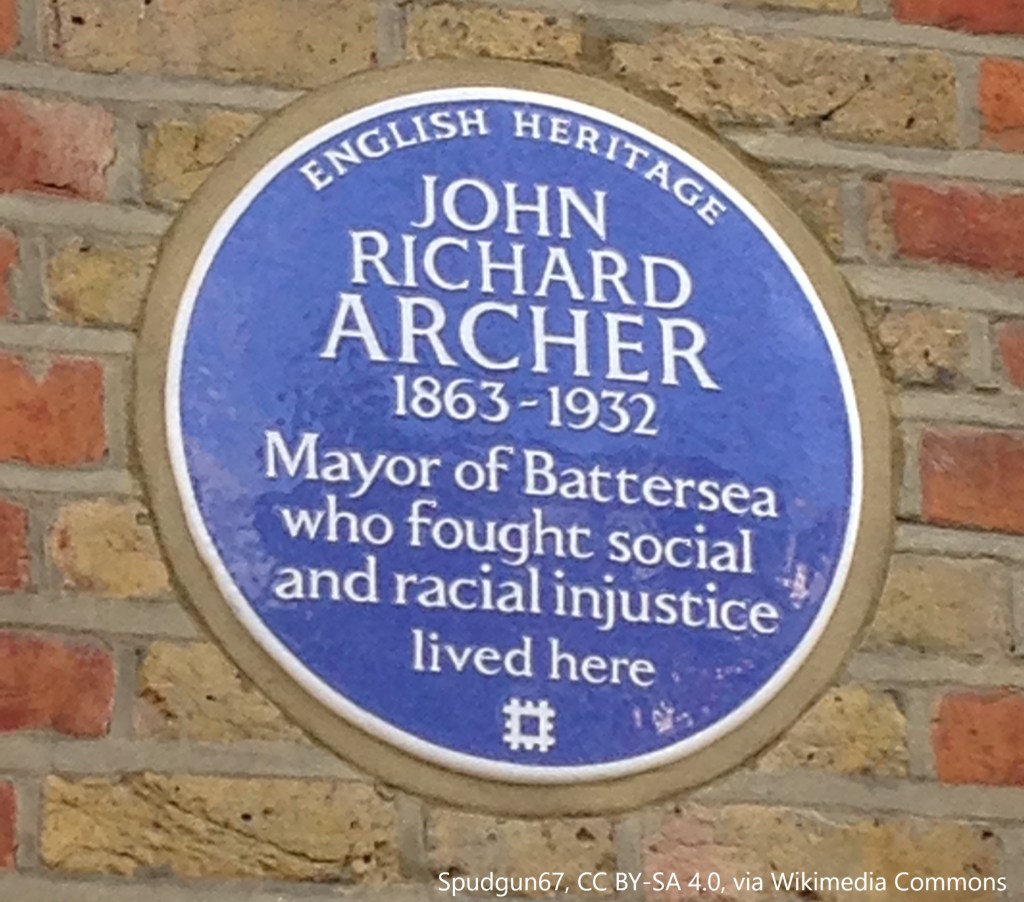 ENGLISH HERITAGE
JOHN
RICHARD
ARCHER
1863-1932
Mayor of Battersea
who fought social
and racial injustice
lived here
Spudgun67, CC BY-SA 4.0, via Wikimedia Commons